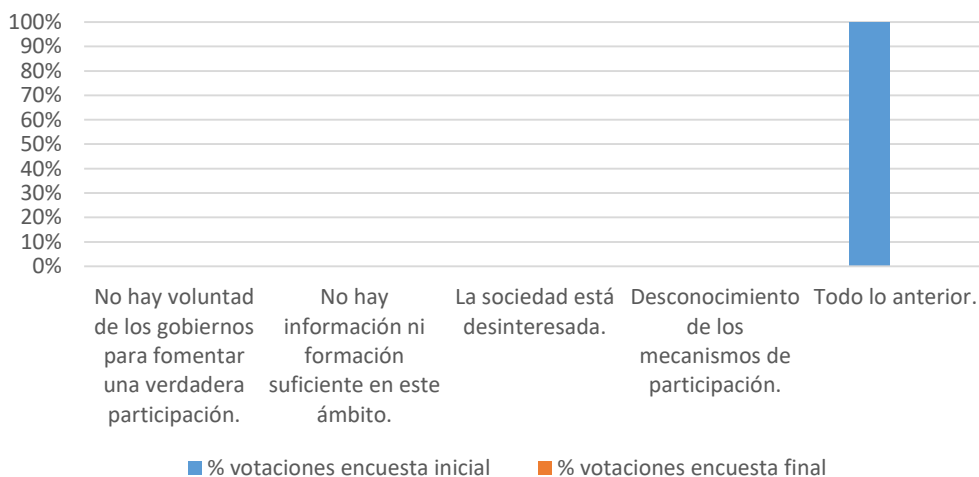 100%
90%
80%
70%
60%
50%
40%
30%
20%
10%
0%
No hay voluntad
de los gobiernos
para fomentar
una verdadera
participación.
No hay
información ni
formación
suficiente en este
ámbito.
La sociedad está
desinteresada.
Desconocimiento
de los
mecanismos de
participación.
Todo lo anterior.
% votaciones encuesta inicial
% votaciones encuesta final